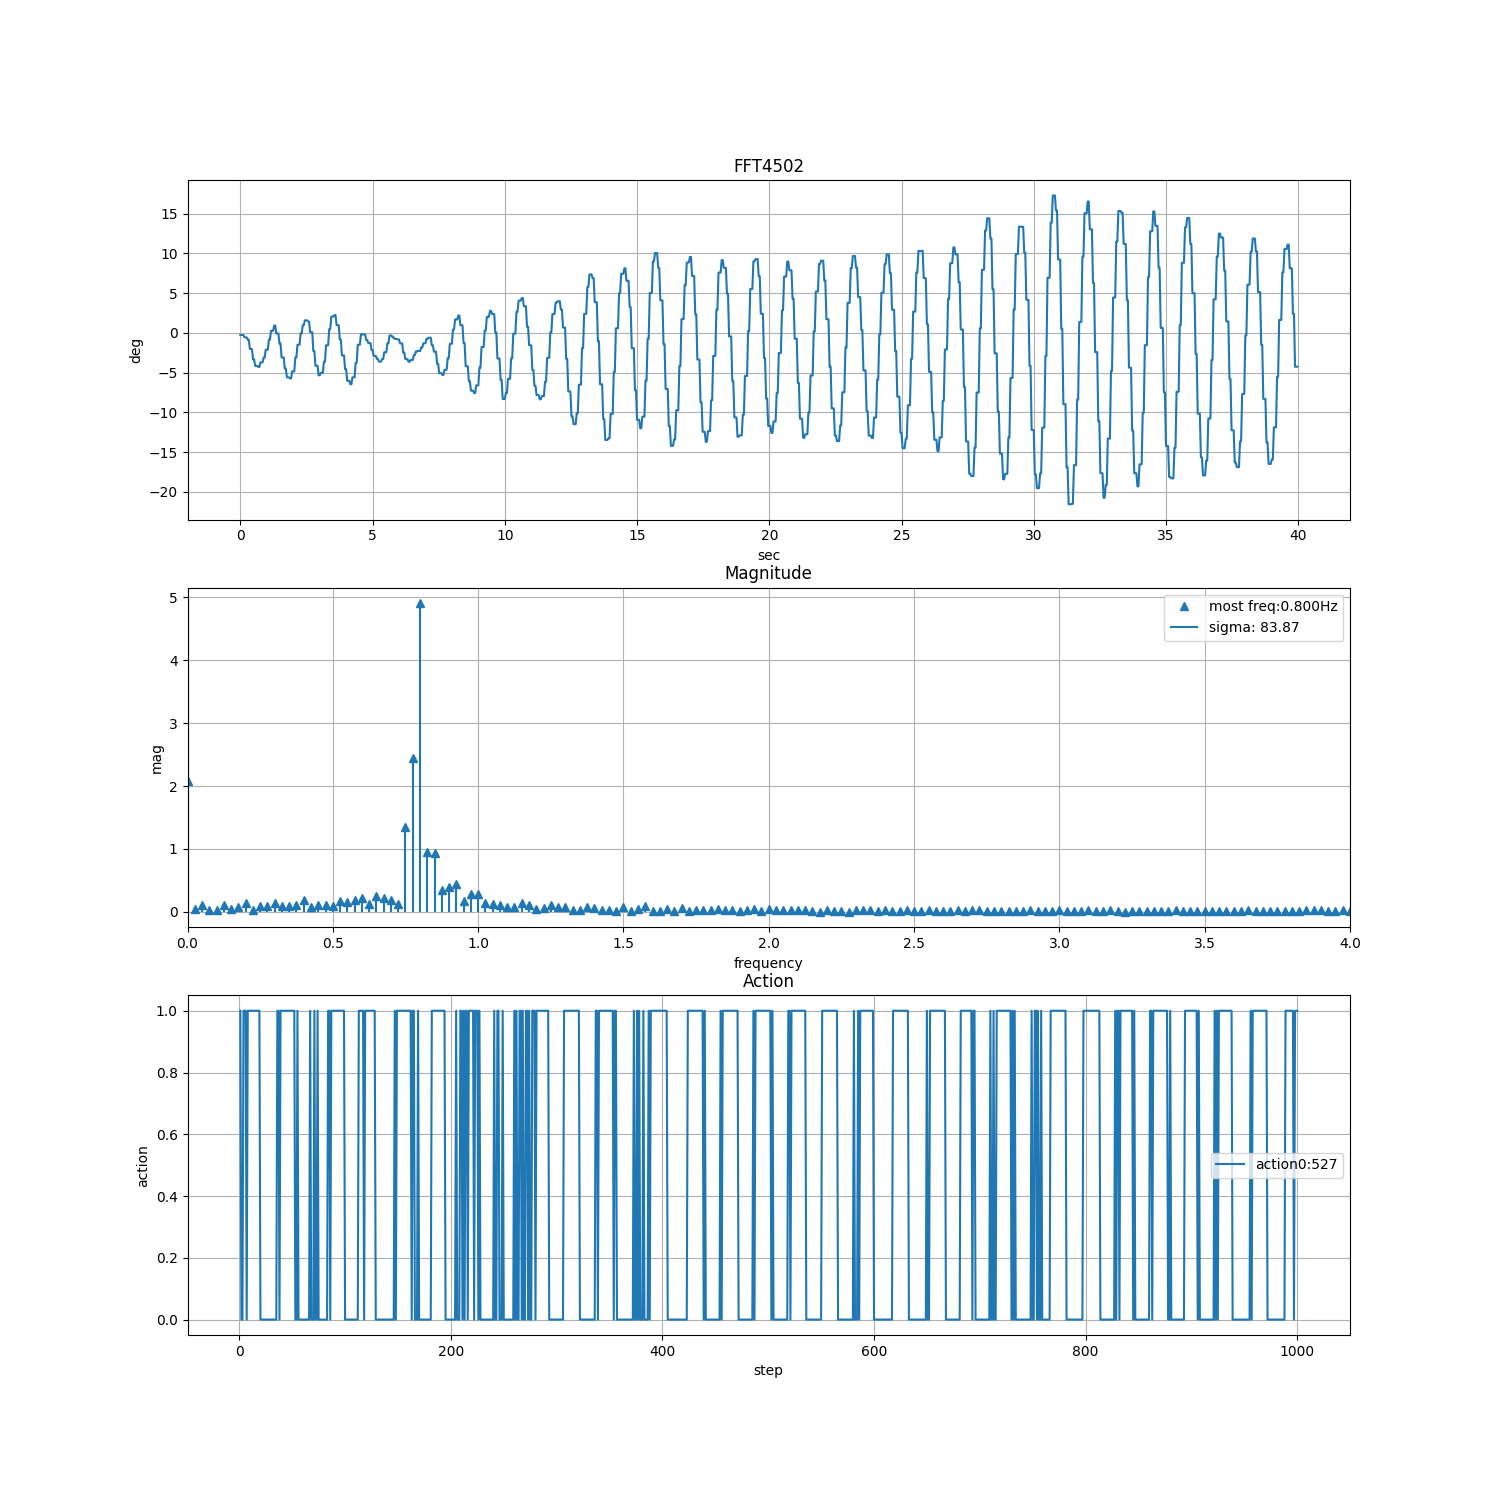 FFT4502
15
10
5
0
−5
−10
−15
−20
deg
0 5 10 15 20 25 30 35 40
sec
Magnitude
5
4
3
2
1
0
mag
most freq:0.800Hz
sigma: 83.87
0.0 0.5 1.0 1.5 2.0 2.5 3.0 3.5 4.0
frequency
Action
1.0
0.8
0.6
0.4
0.2
0.0
action
action0:527
0 200 400 600 800 1000
step